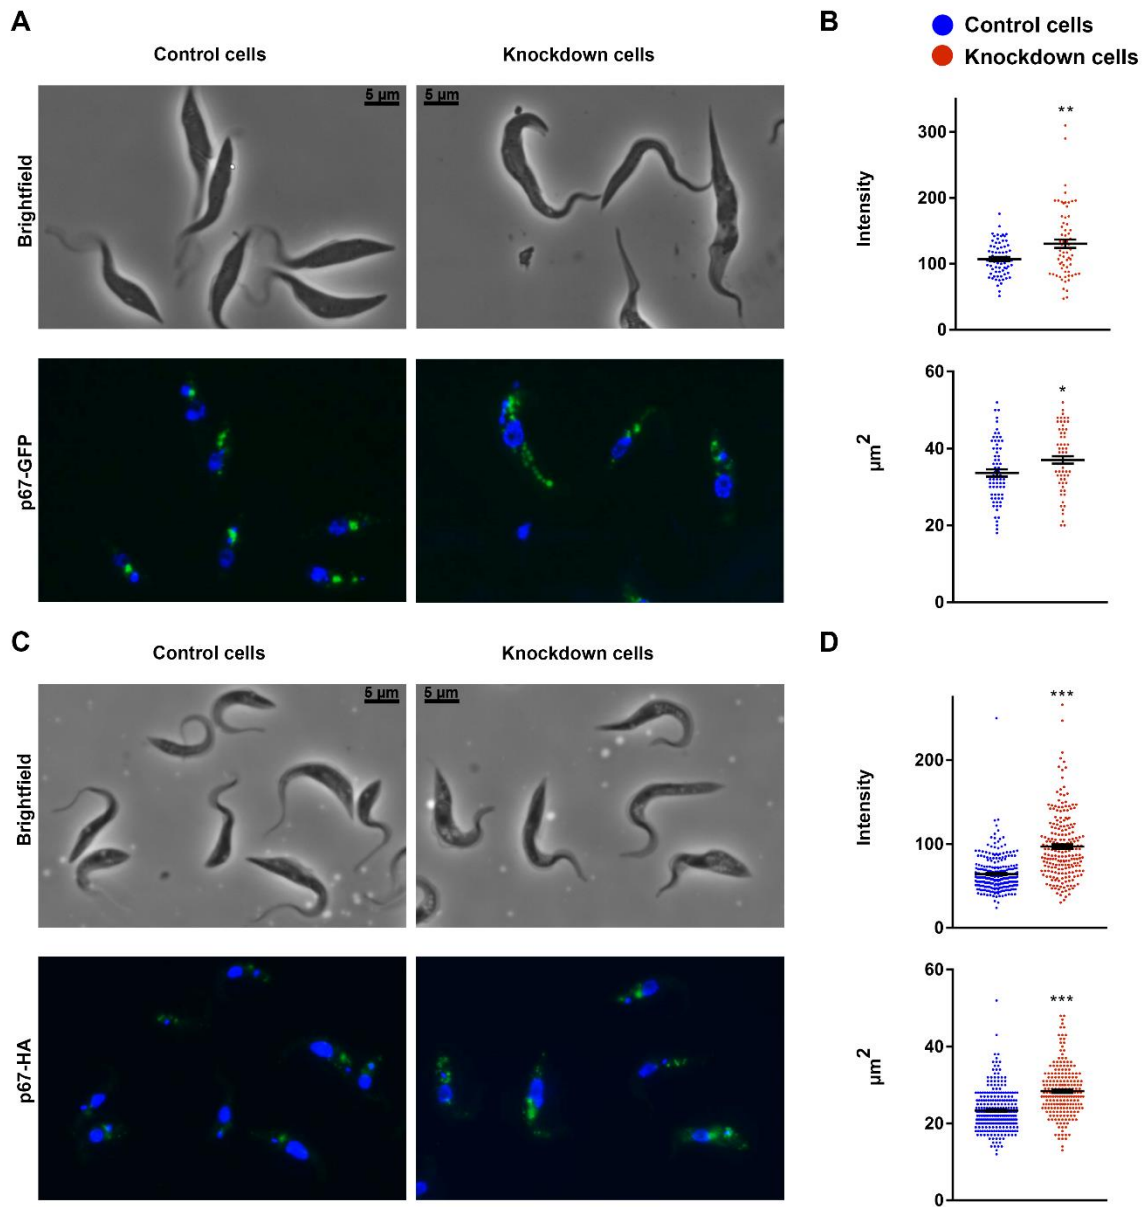 A
Control cells
Knockdown cells
Brightfield
5 µm
5 µm
p67-GFP
B
Control cells
Knockdown cells
Intensity
300
200
100
0
**
µm2
60
40
20
0
*
C
Control cells
Knockdown cells
Brightfield
5 µm
5 µm
p67-HA
D
Intensity
200
100
0
***
µm2
60
40
20
0
***